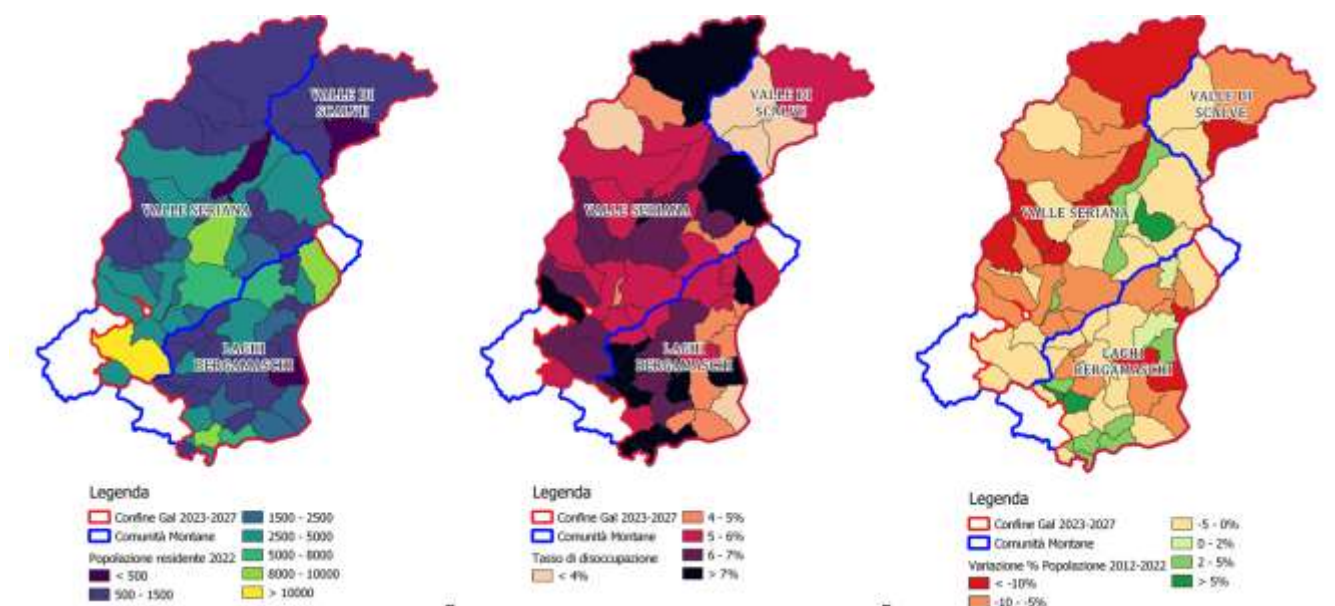 VALLE DI
SCALVE
VALLE SERIANA
LAGHI
BERGAMASCHI
Legenda
Confine Gal 2023-2027
Comunità Montane
Popolazione residente 2022
< 500
500 - 1500
1500 - 2500
2500 - 5000
5000 - 8000
8000 - 10000
> 10000
VALLE DI
SCALVE
VALLE SERIANA
LAGHI
BERGAMASCHI
Legenda
Confine Gal 2023-2027
Comunità Montane
Tasso di disoccupazione
< 4%
4 - 5%
5 - 6%
6 - 7%
> 7%
VALLE DI
SCALVE
VALLE SERIANA
LAGHI
BERGAMASCHI
Legenda
Confine Gal 2023-2027
Comunità Montane
Variazione % Popolazione 2012-2022
< -10%
-10 - -5%
-5 - 0%
0 - 2%
2 - 5%
> 5%